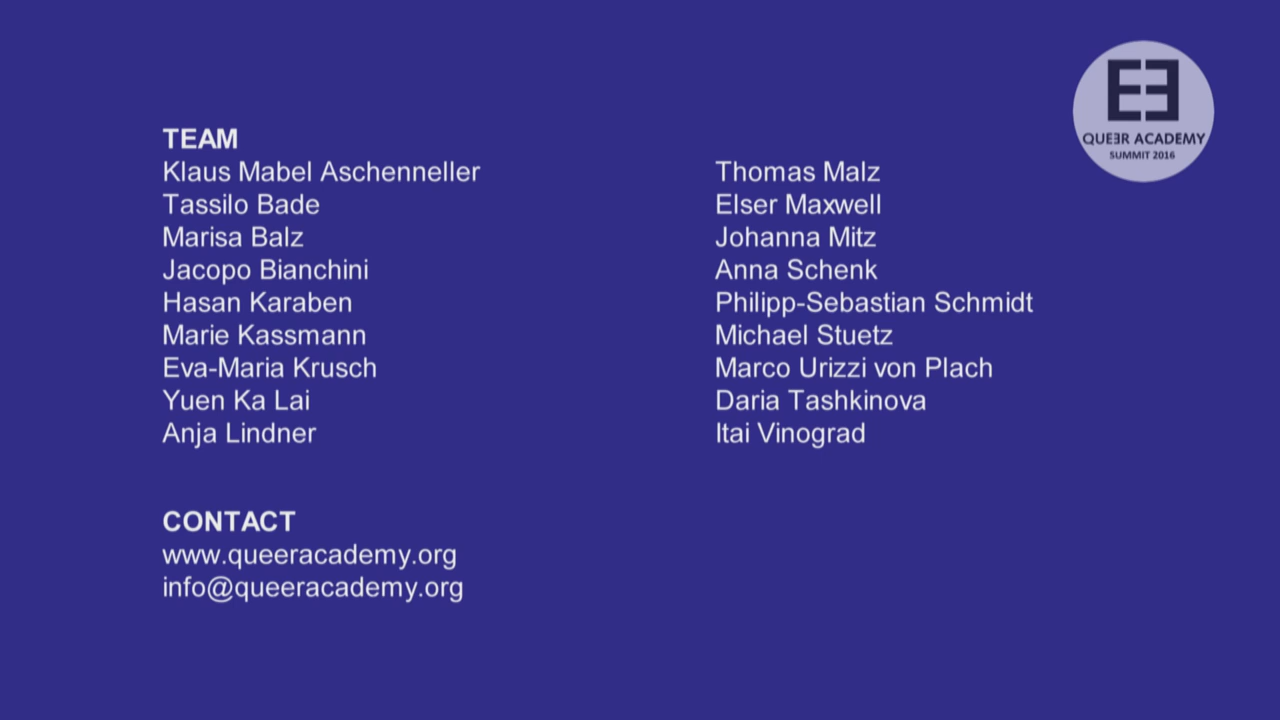 TEAM
Klaus Mabel Aschenneller
Tassilo Bade
Marisa Balz
Jacopo Bianchini
Hasan Karaben
Marie Kassmann
Eva-Maria Krusch
Yuen Ka Lai
Anja Lindner
Thomas Malz
Elser Maxwell
Johanna Mitz
Anna Schenk
Philipp-Sebastian Schmidt
Michael Stuetz
Marco Urizzi von Plach
Daria Tashkinova
Itai Vinograd
CONTACT
www.queeracademy.org
info@queeracademy.org
EƎ
QUEƎR ACADEMY
SUMMIT 2016